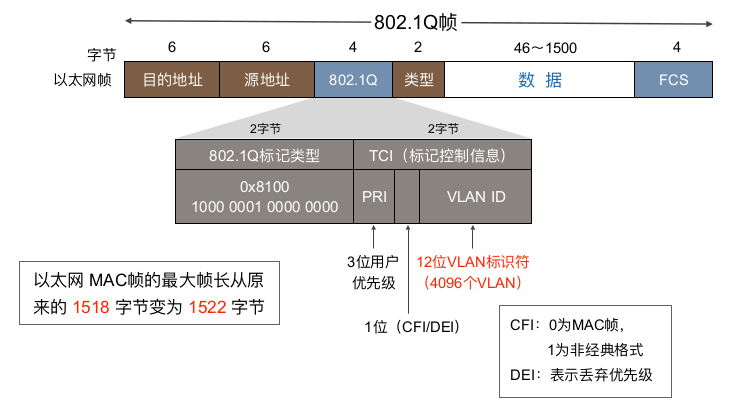 802.1Q帧
字节 6 6 4 2 46～1500 4
以太网帧 目的地址 源地址 802.1Q 类型 数 据 FCS
2字节 2字节
802.1Q标记类型 TCI（标记控制信息）
0x8100
1000 0001 0000 0000
PRI VLAN ID
3位用户
优先级
12位VLAN标识符
（4096个VLAN）
1位（CFI/DEI）
以太网 MAC帧的最大帧长从原
来的 1518 字节变为 1522 字节
CFI：0为MAC帧，
1为非经典格式
DEI：表示丢弃优先级